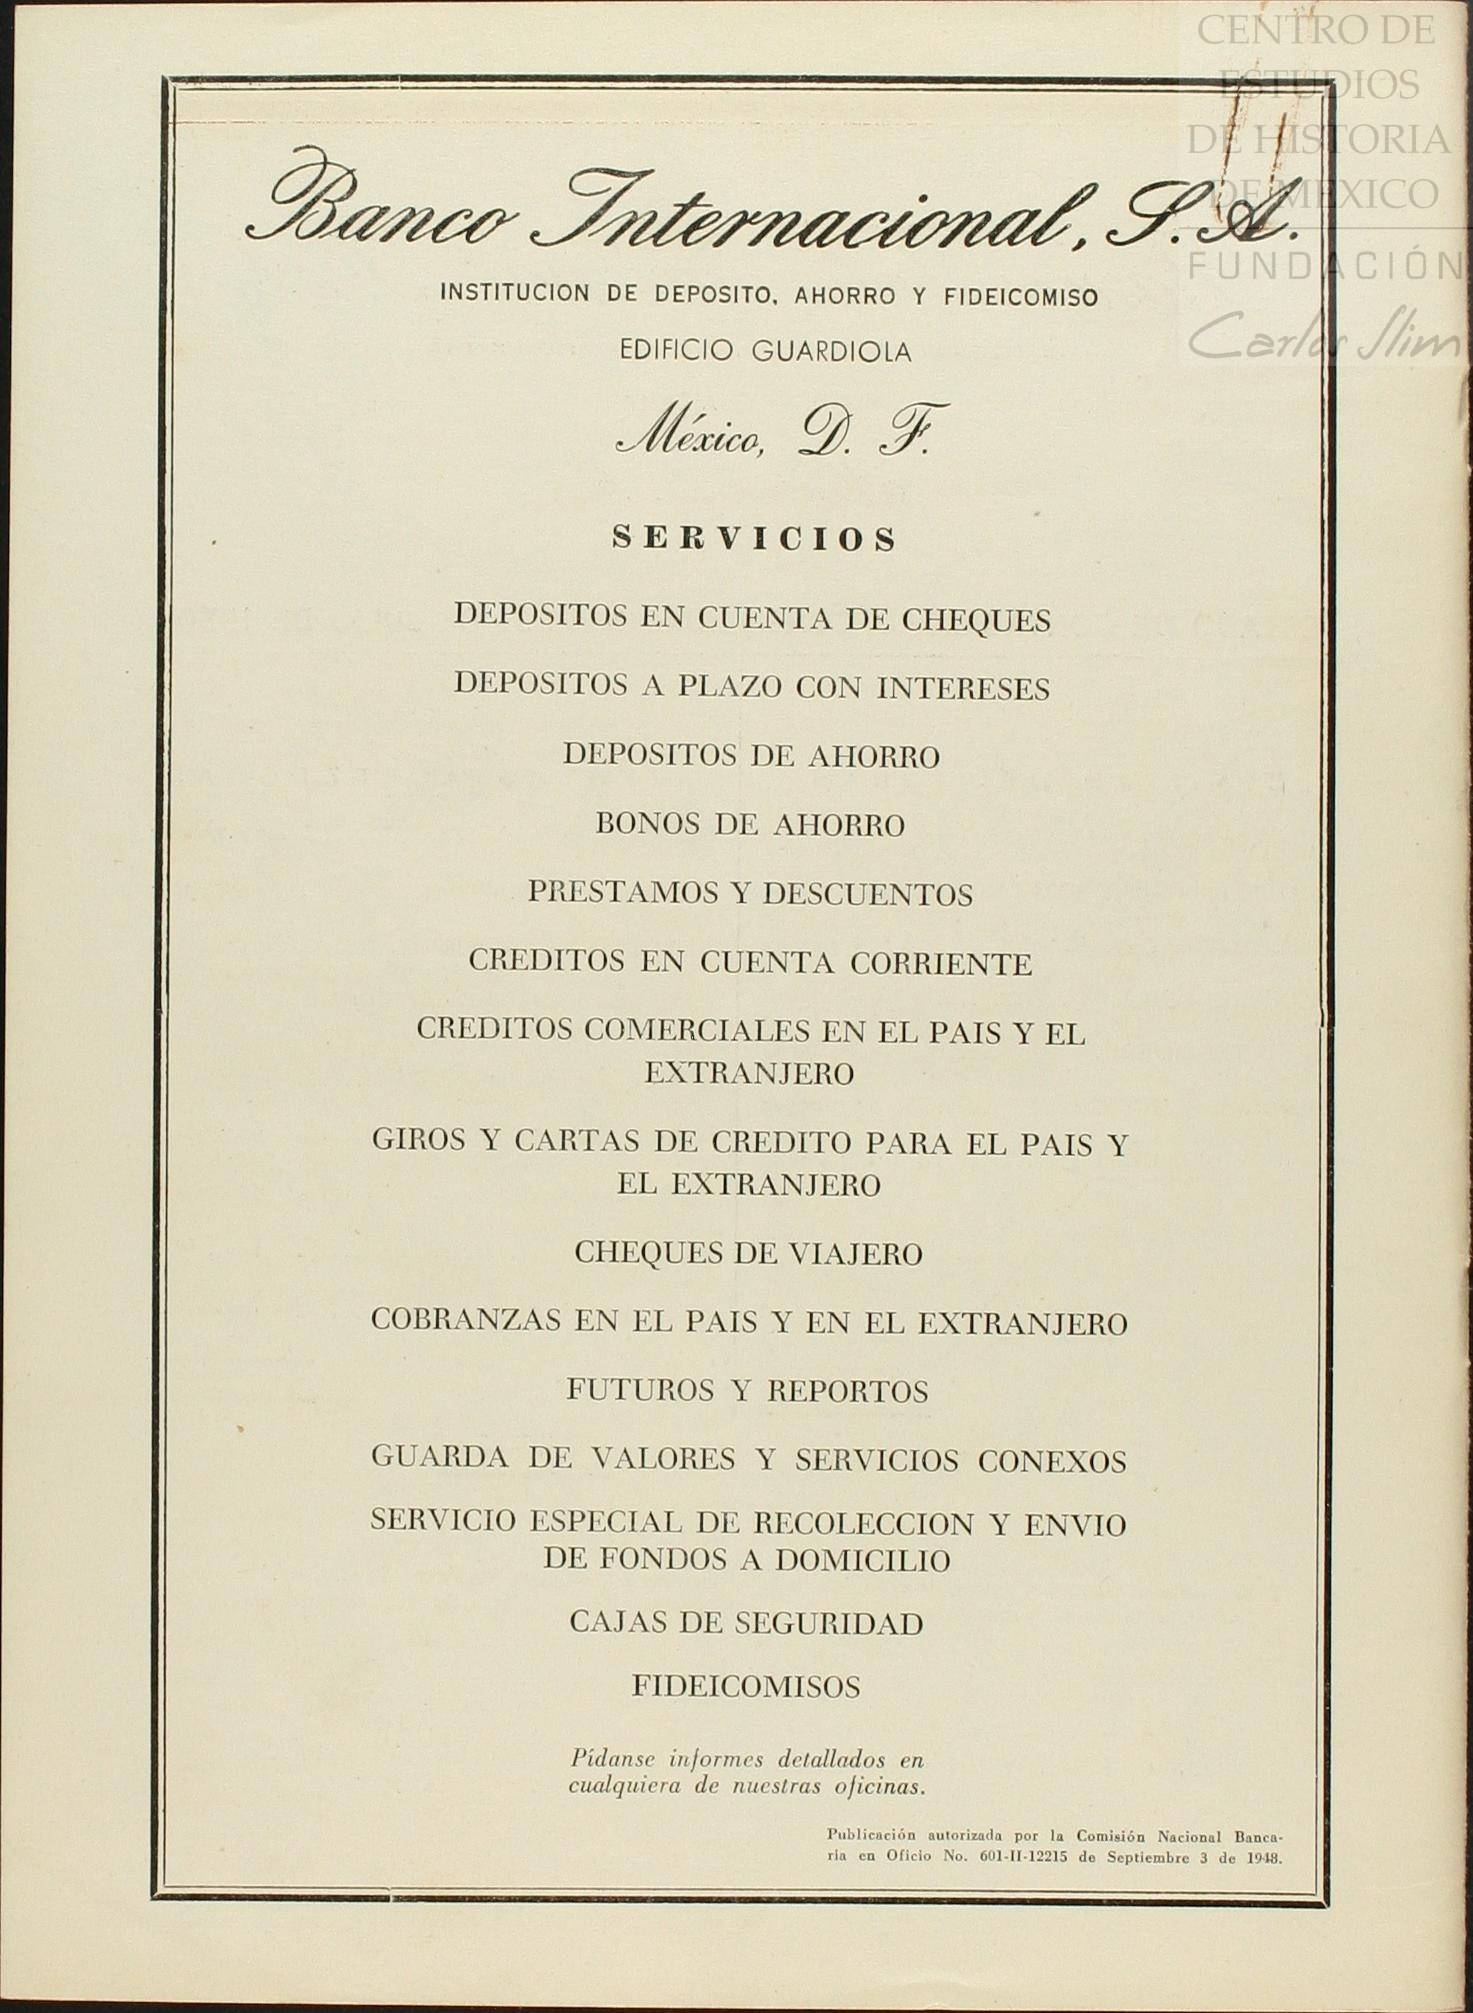 CENTRO DE
ESTUDIOS
DE HISTORIA
DE MEXICO
FUNDACIÓN
Carlos Slim
Banco Internacional, S. A.
INSTITUCION DE DEPOSITO, AHORRO Y FIDEICOMISO
EDIFICIO GUARDIOLA
México, D. F.
SERVICIOS
DEPOSITOS EN CUENTA DE CHEQUES
DEPOSITOS A PLAZO CON INTERESES
DEPOSITOS DE AHORRO
BONOS DE AHORRO
PRESTAMOS Y DESCUENTOS
CREDITOS EN CUENTA CORRIENTE
CREDITOS COMERCIALES EN EL PAIS Y EL
EXTRANJERO
GIROS Y CARTAS DE CREDITO PARA EL PAIS Y
EL EXTRANJERO
CHEQUES DE VIAJERO
COBRANZAS EN EL PAIS Y EN EL EXTRANJERO
FUTUROS Y REPORTOS
GUARDA DE VALORES Y SERVICIOS CONEXOS
SERVICIO ESPECIAL DE RECOLECCION Y ENVIO
DE FONDOS A DOMICILIO
CAJAS DE SEGURIDAD
FIDEICOMISOS
Pídanse informes detallados en
cualquiera de nuestras oficinas.
Publicación autorizada por la Comisión Nacional Banca-
ria en Oficio No. 601-II-12215 de Septiembre 3 de 1948.